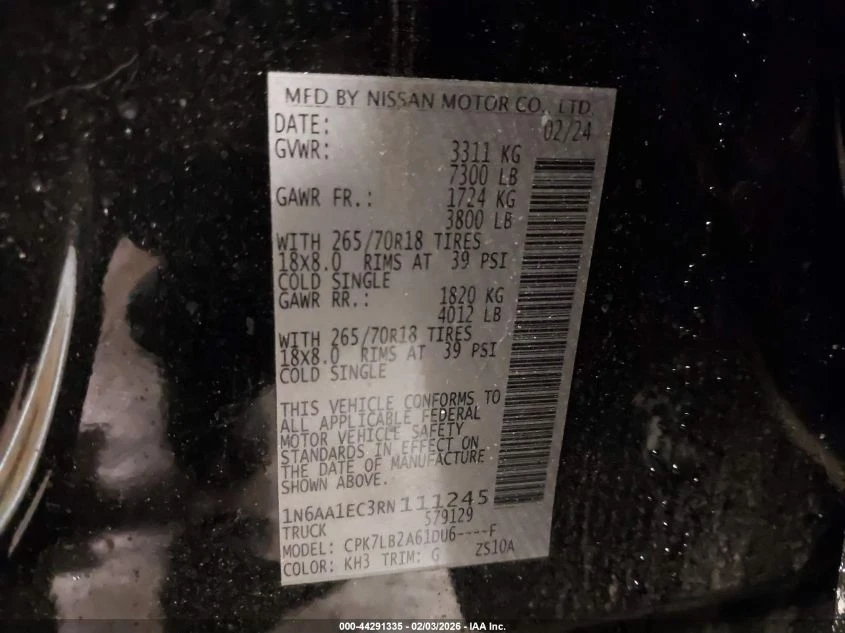 MFD BY NISSAN MOTOR CO., LTD.
DATE: 02/24
GVWR: 3311 KG
7300 LB
GAWR FR.: 1724 KG
3800 LB
WITH 265/70R18 TIRES
18X8.0 RIMS AT 39 PSI
COLD SINGLE
GAWR RR.: 1820 KG
4012 LB
WITH 265/70R18 TIRES
18X8.0 RIMS AT 39 PSI
COLD SINGLE
THIS VEHICLE CONFORMS TO
ALL APPLICABLE FEDERAL
MOTOR VEHICLE SAFETY
STANDARDS IN EFFECT ON
THE DATE OF MANUFACTURE
SHOWN ABOVE.
1N6AA1EC3RN111245
TRUCK 579129
MODEL: CPK7LB2A61DU6----F
COLOR: KH3 TRIM: G ZS10A
000-44291335 - 02/03/2026 - IAA Inc.